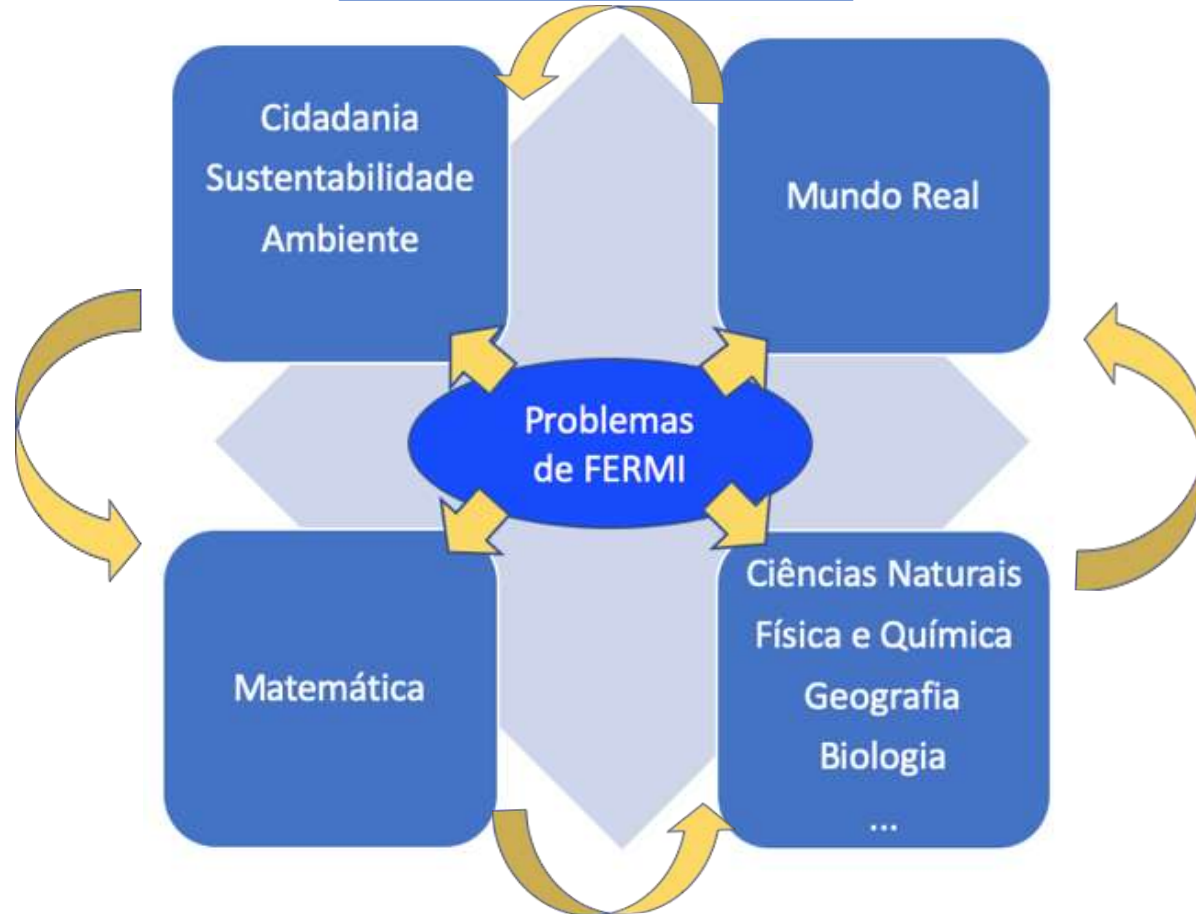 Cidadania
Sustentabilidade
Ambiente
Mundo Real
Problemas
de FERMI
Matemática
Ciências Naturais
Física e Química
Geografia
Biologia
...